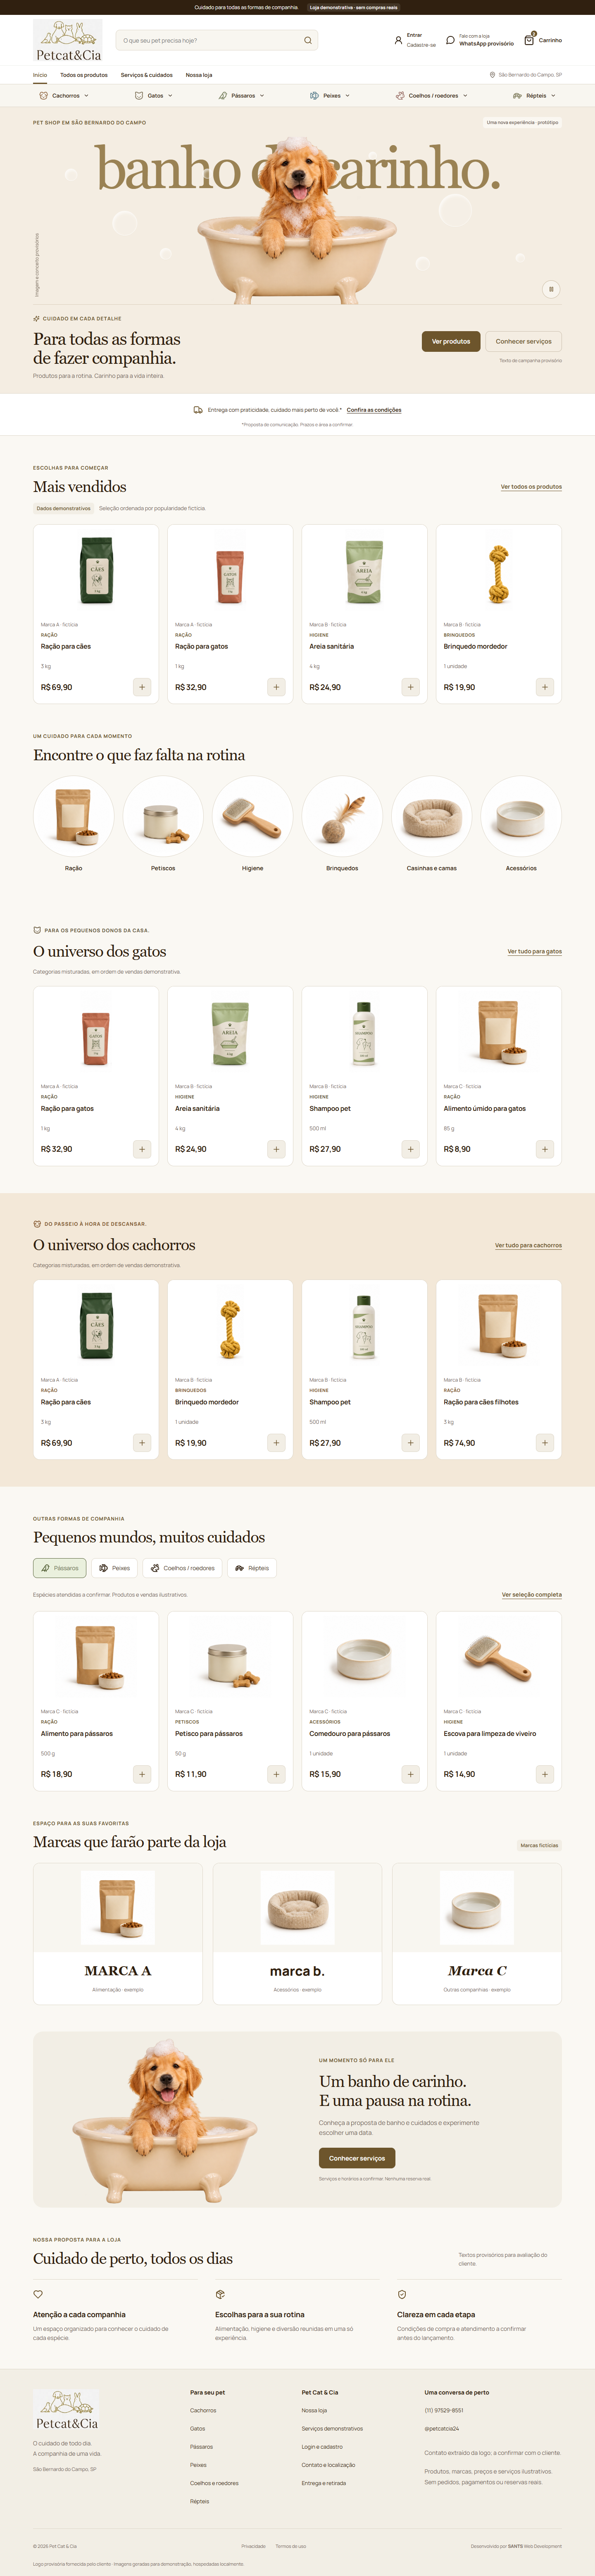 Cuidado para todas as formas de companhia.
Loja demonstrativa · sem compras reais
Petcat&Cia
O que seu pet precisa hoje?
Entrar
Cadastre-se
Fale com a loja
WhatsApp provisório
Carrinho
Início
Todos os produtos
Serviços & cuidados
Nossa loja
São Bernardo do Campo, SP
Cachorros
Gatos
Pássaros
Peixes
Coelhos / roedores
Répteis
PET SHOP EM SÃO BERNARDO DO CAMPO
Uma nova experiência · protótipo
banho d carinho.
Imagem e conceito provisórios
CUIDADO EM CADA DETALHE
Para todas as formas
de fazer companhia.
Produtos para a rotina. Carinho para a vida inteira.
Ver produtos
Conhecer serviços
Texto de campanha provisório
Entrega com praticidade, cuidado mais perto de você.*
Confira as condições
*Proposta de comunicação. Prazos e área a confirmar.
ESCOLHAS PARA COMEÇAR
Mais vendidos
Ver todos os produtos
Dados demonstrativos
Seleção ordenada por popularidade fictícia.
CÃES
GATOS
AREIA
Marca A · fictícia
RAÇÃO
Ração para cães
3 kg
R$ 69,90
Marca A · fictícia
RAÇÃO
Ração para gatos
1 kg
R$ 32,90
Marca B · fictícia
HIGIENE
Areia sanitária
4 kg
R$ 24,90
Marca B · fictícia
BRINQUEDOS
Brinquedo mordedor
1 unidade
R$ 19,90
UM CUIDADO PARA CADA MOMENTO
Encontre o que faz falta na rotina
Ração
Petiscos
Higiene
Brinquedos
Casinhas e camas
Acessórios
PARA OS PEQUENOS DONOS DA CASA.
O universo dos gatos
Ver tudo para gatos
Categorias misturadas, em ordem de vendas demonstrativa.
GATOS
AREIA
SHAMPOO
Marca A · fictícia
RAÇÃO
Ração para gatos
1 kg
R$ 32,90
Marca B · fictícia
HIGIENE
Areia sanitária
4 kg
R$ 24,90
Marca B · fictícia
HIGIENE
Shampoo pet
500 ml
R$ 27,90
Marca C · fictícia
RAÇÃO
Alimento úmido para gatos
85 g
R$ 8,90
DO PASSEIO À HORA DE DESCANSAR.
O universo dos cachorros
Ver tudo para cachorros
Categorias misturadas, em ordem de vendas demonstrativa.
CÃES
SHAMPOO
Marca A · fictícia
RAÇÃO
Ração para cães
3 kg
R$ 69,90
Marca B · fictícia
BRINQUEDOS
Brinquedo mordedor
1 unidade
R$ 19,90
Marca B · fictícia
HIGIENE
Shampoo pet
500 ml
R$ 27,90
Marca B · fictícia
RAÇÃO
Ração para cães filhotes
3 kg
R$ 74,90
OUTRAS FORMAS DE COMPANHIA
Pequenos mundos, muitos cuidados
Pássaros
Peixes
Coelhos / roedores
Répteis
Espécies atendidas a confirmar. Produtos e vendas ilustrativos.
Ver seleção completa
Marca C · fictícia
RAÇÃO
Alimento para pássaros
500 g
R$ 18,90
Marca C · fictícia
PETISCOS
Petisco para pássaros
50 g
R$ 11,90
Marca C · fictícia
ACESSÓRIOS
Comedouro para pássaros
1 unidade
R$ 15,90
Marca C · fictícia
HIGIENE
Escova para limpeza de viveiro
1 unidade
R$ 14,90
ESPAÇO PARA AS SUAS FAVORITAS
Marcas que farão parte da loja
Marcas fictícias
MARCA A
Alimentação · exemplo
marca b.
Acessórios · exemplo
Marca C
Outras companhias · exemplo
UM MOMENTO SÓ PARA ELE
Um banho de carinho.
E uma pausa na rotina.
Conheça a proposta de banho e cuidados e experimente
escolher uma data.
Conhecer serviços
Serviços e horários a confirmar. Nenhuma reserva real.
NOSSA PROPOSTA PARA A LOJA
Cuidado de perto, todos os dias
Textos provisórios para avaliação do
cliente.
Atenção a cada companhia
Um espaço organizado para conhecer o cuidado de
cada espécie.
Escolhas para a sua rotina
Alimentação, higiene e diversão reunidas em uma só
experiência.
Clareza em cada etapa
Condições de compra e atendimento a confirmar
antes do lançamento.
Petcat&Cia
O cuidado de todo dia.
A companhia de uma vida.
São Bernardo do Campo, SP
Para seu pet
Cachorros
Gatos
Pássaros
Peixes
Coelhos e roedores
Répteis
Pet Cat & Cia
Nossa loja
Serviços demonstrativos
Login e cadastro
Contato e localização
Entrega e retirada
Uma conversa de perto
(11) 97529-8551
@petcatcia24
Contato extraído da logo, a confirmar com o cliente.
Produtos, marcas, preços e serviços ilustrativos.
Sem pedidos, pagamentos ou reservas reais.
© 2026 Pet Cat & Cia
Privacidade
Termos de uso
Desenvolvido por SANTS Web Development
Logo provisória fornecida pelo cliente · Imagens geradas para demonstração, hospedadas localmente.